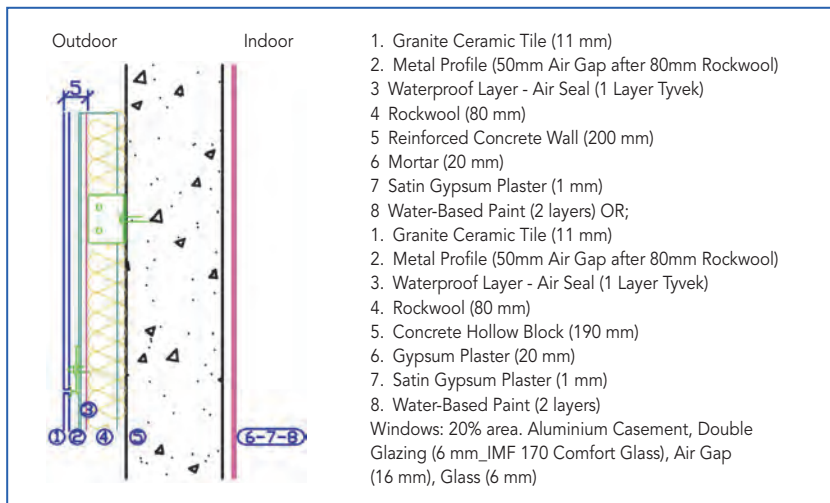 Outdoor
Indoor
5
1
2
3
4
5
6-7-8
1. Granite Ceramic Tile (11 mm)
2. Metal Profile (50mm Air Gap after 80mm Rockwool)
3 Waterproof Layer - Air Seal (1 Layer Tyvek)
4 Rockwool (80 mm)
5 Reinforced Concrete Wall (200 mm)
6 Mortar (20 mm)
7 Satin Gypsum Plaster (1 mm)
8 Water-Based Paint (2 layers) OR;
1. Granite Ceramic Tile (11 mm)
2. Metal Profile (50mm Air Gap after 80mm Rockwool)
3. Waterproof Layer - Air Seal (1 Layer Tyvek)
4. Rockwool (80 mm)
5. Concrete Hollow Block (190 mm)
6. Gypsum Plaster (20 mm)
7. Satin Gypsum Plaster (1 mm)
8. Water-Based Paint (2 layers)
Windows: 20% area. Aluminium Casement, Double
Glazing (6 mm_IMF 170 Comfort Glass), Air Gap
(16 mm), Glass (6 mm)